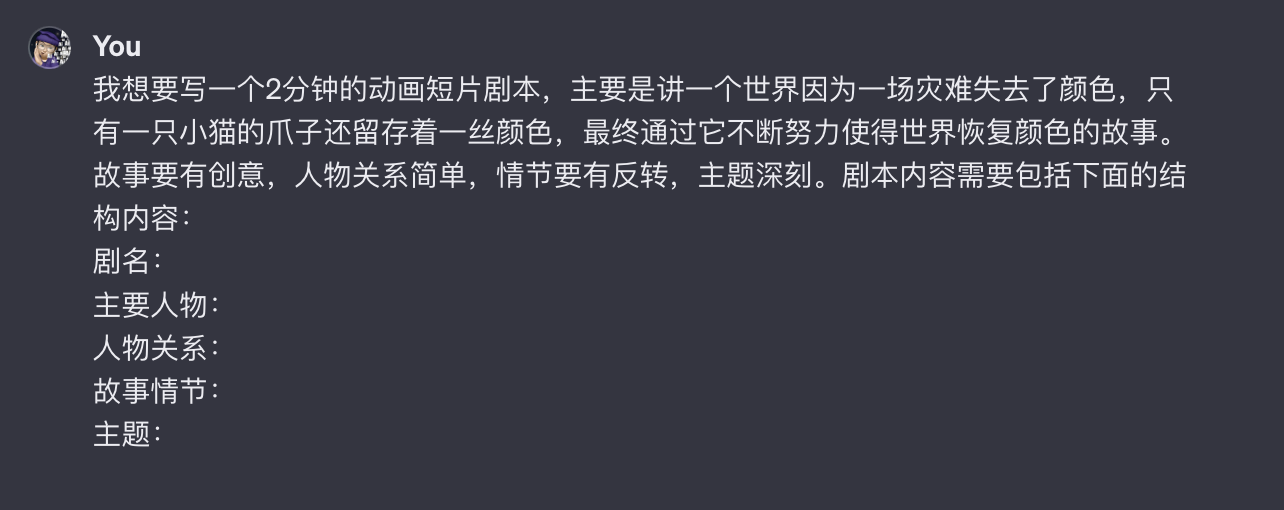 You
我想要写一个2分钟的动画短片剧本，主要是讲一个世界因为一场灾难失去了颜色，只
有一只小猫的爪子还留存着一丝颜色，最终通过它不断努力使得世界恢复颜色的故事。
故事要有创意，人物关系简单，情节要有反转，主题深刻。剧本内容需要包括下面的结
构内容：
剧名：
主要人物：
人物关系：
故事情节：
主题：